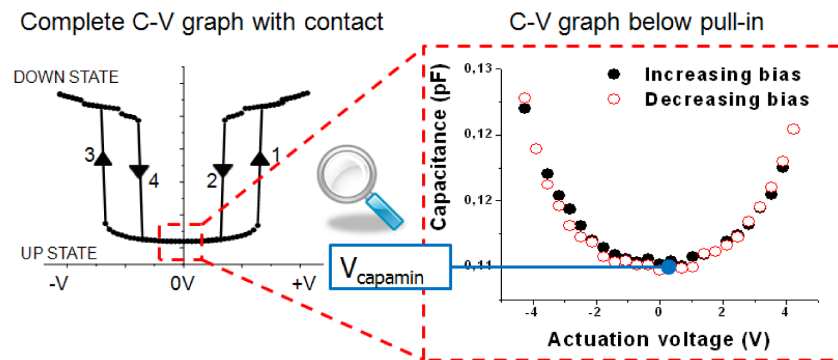 Complete C-V graph with contact
DOWN STATE
3
4
2
1
UP STATE
-V
0V
+V
C-V graph below pull-in
Capacitance (pF)
0,13
0,12
0,12
0,11
Increasing bias
Decreasing bias
V capamin
-4
-2
0
2
4
Actuation voltage (V)